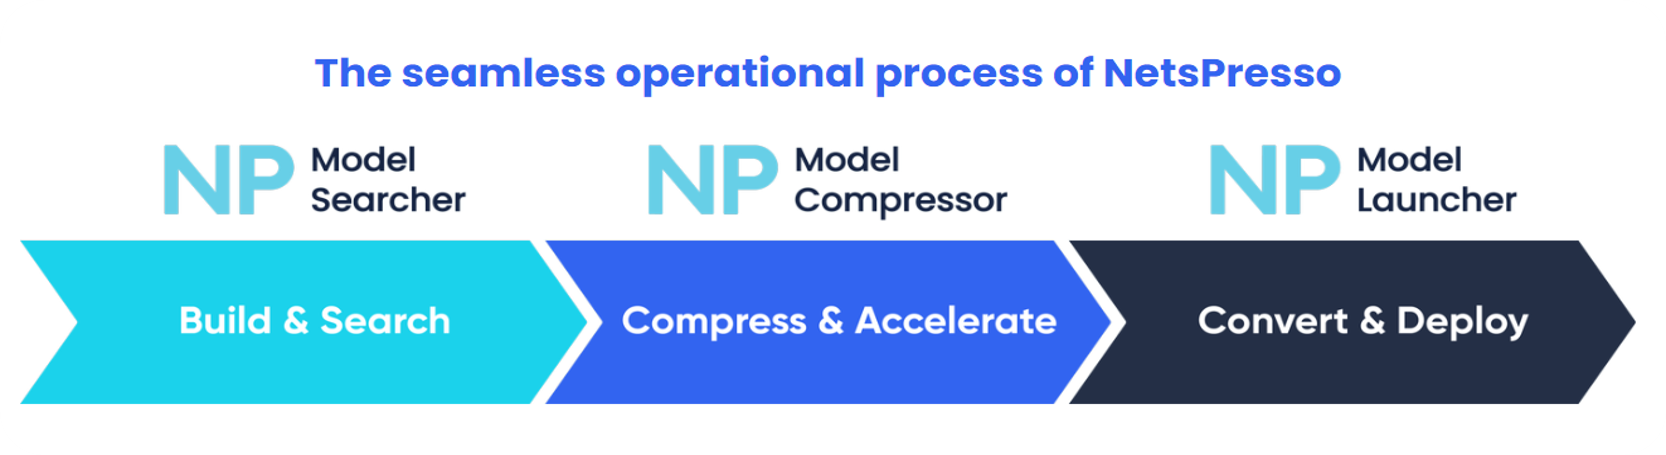 The seamless operational process of NetsPresso
NP Model
Searcher
NP Model
Compressor
NP Model
Launcher
Build & Search
Compress & Accelerate
Convert & Deploy